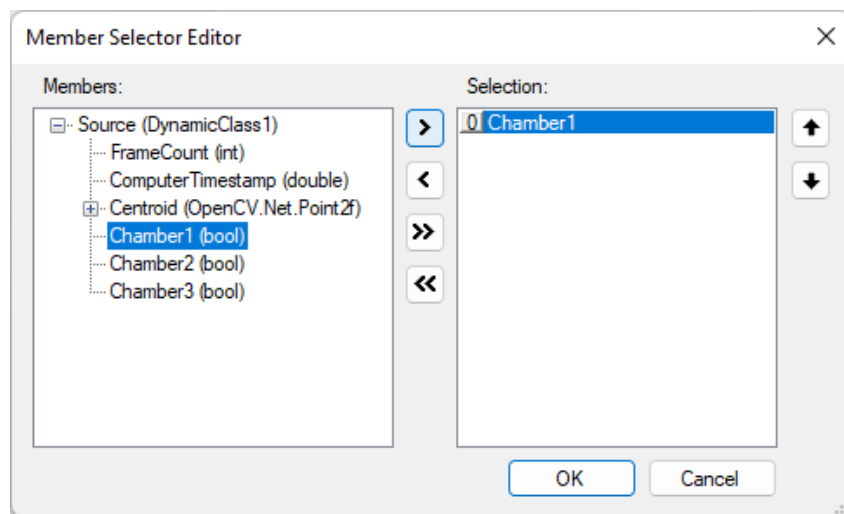 Member Selector Editor
Members:
Source (DynamicClass1)
FrameCount (int)
ComputerTimestamp (double)
Centroid (OpenCV.Net.Point2f)
Chamber1 (bool)
Chamber2 (bool)
Chamber3 (bool)
Selection:
0 Chamber1
OK
Cancel